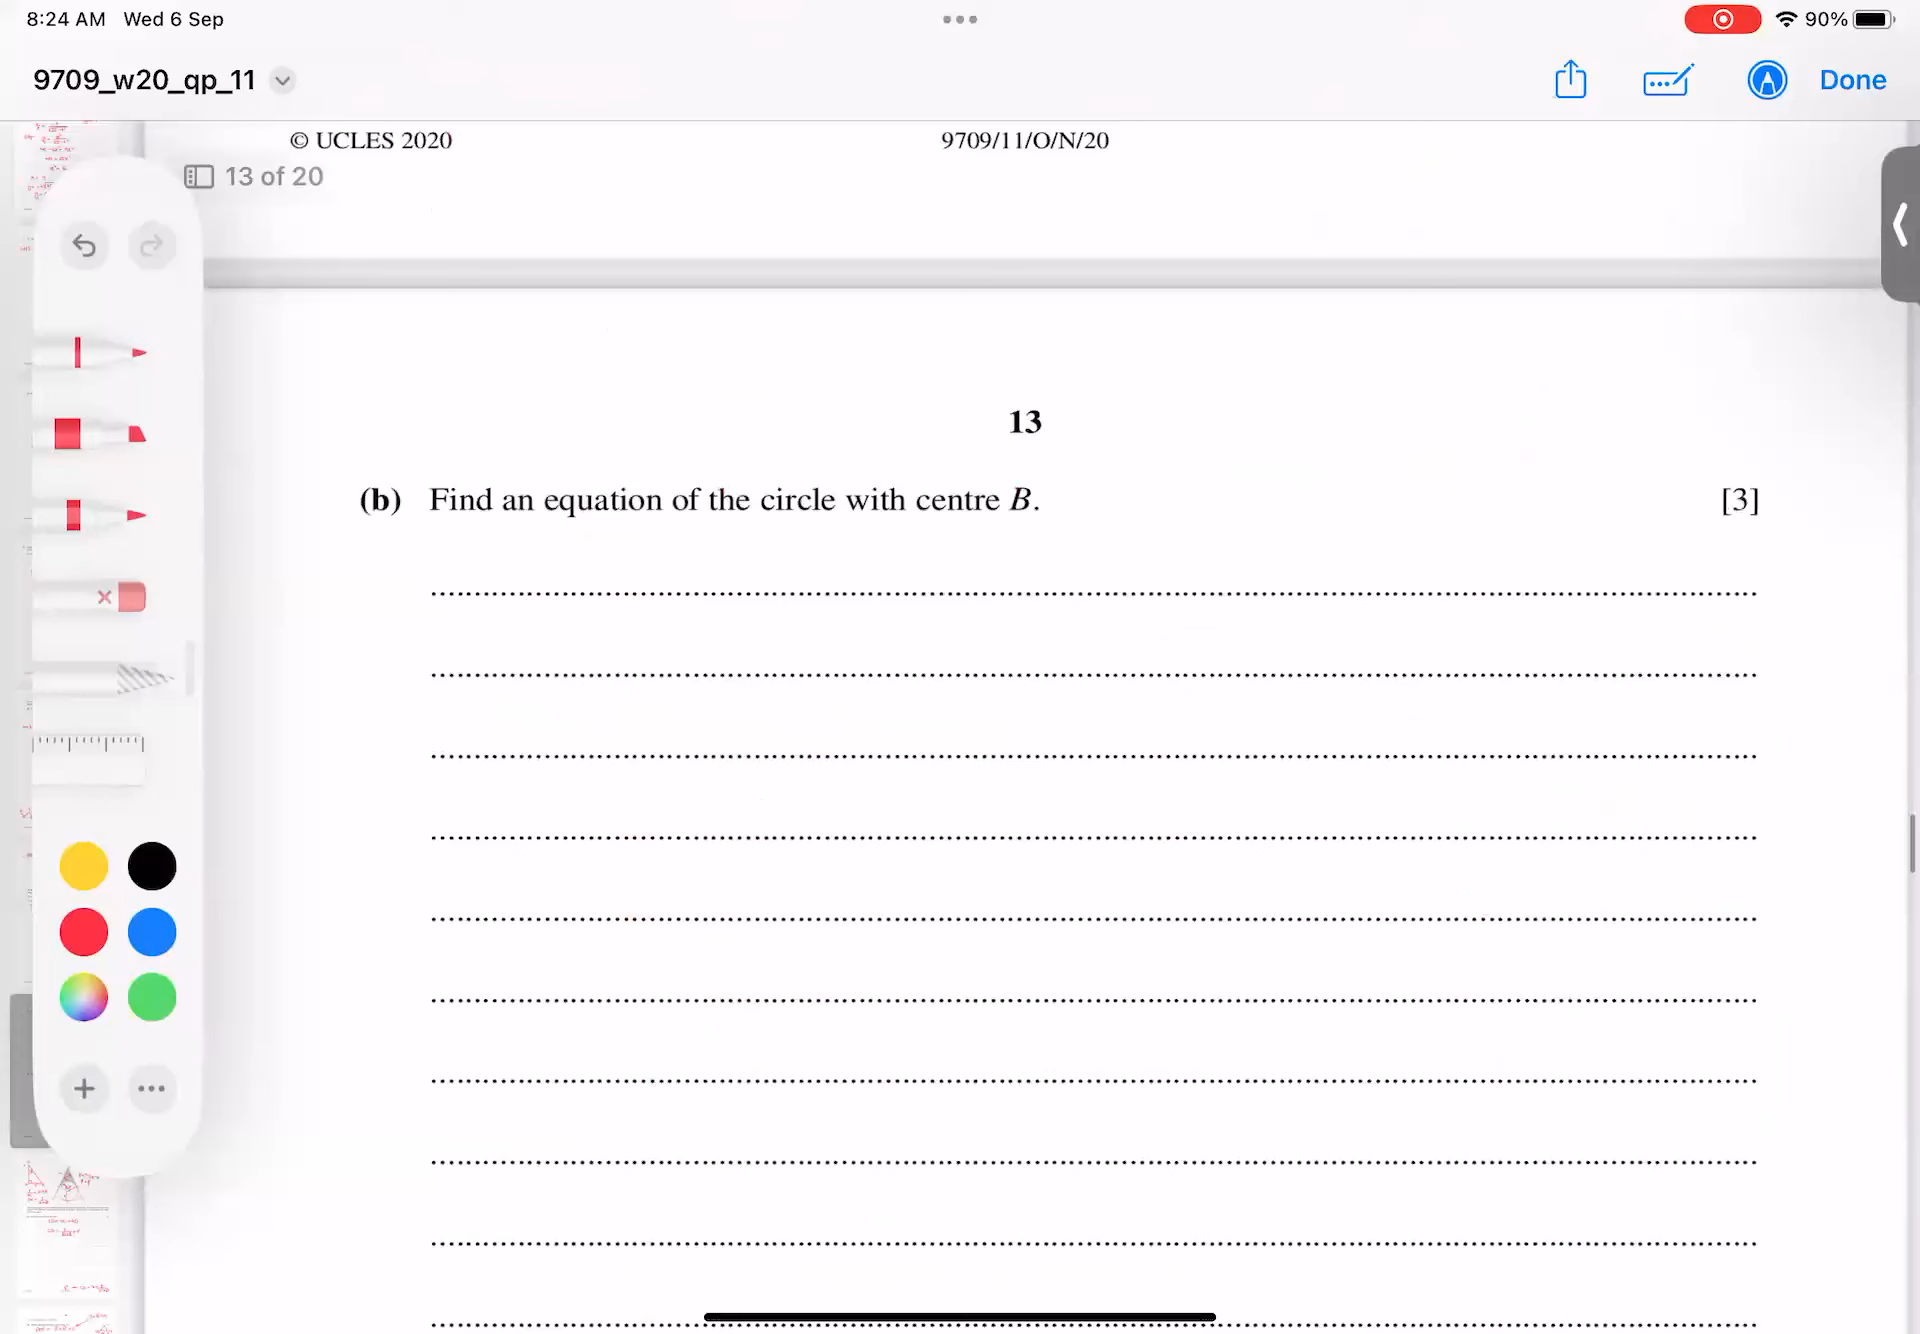 8:24 AM Wed 6 Sep
90%
9709_w20_qp_11
Done
© UCLES 2020
9709/11/O/N/20
13 of 20
13
(b) Find an equation of the circle with centre B. [3]